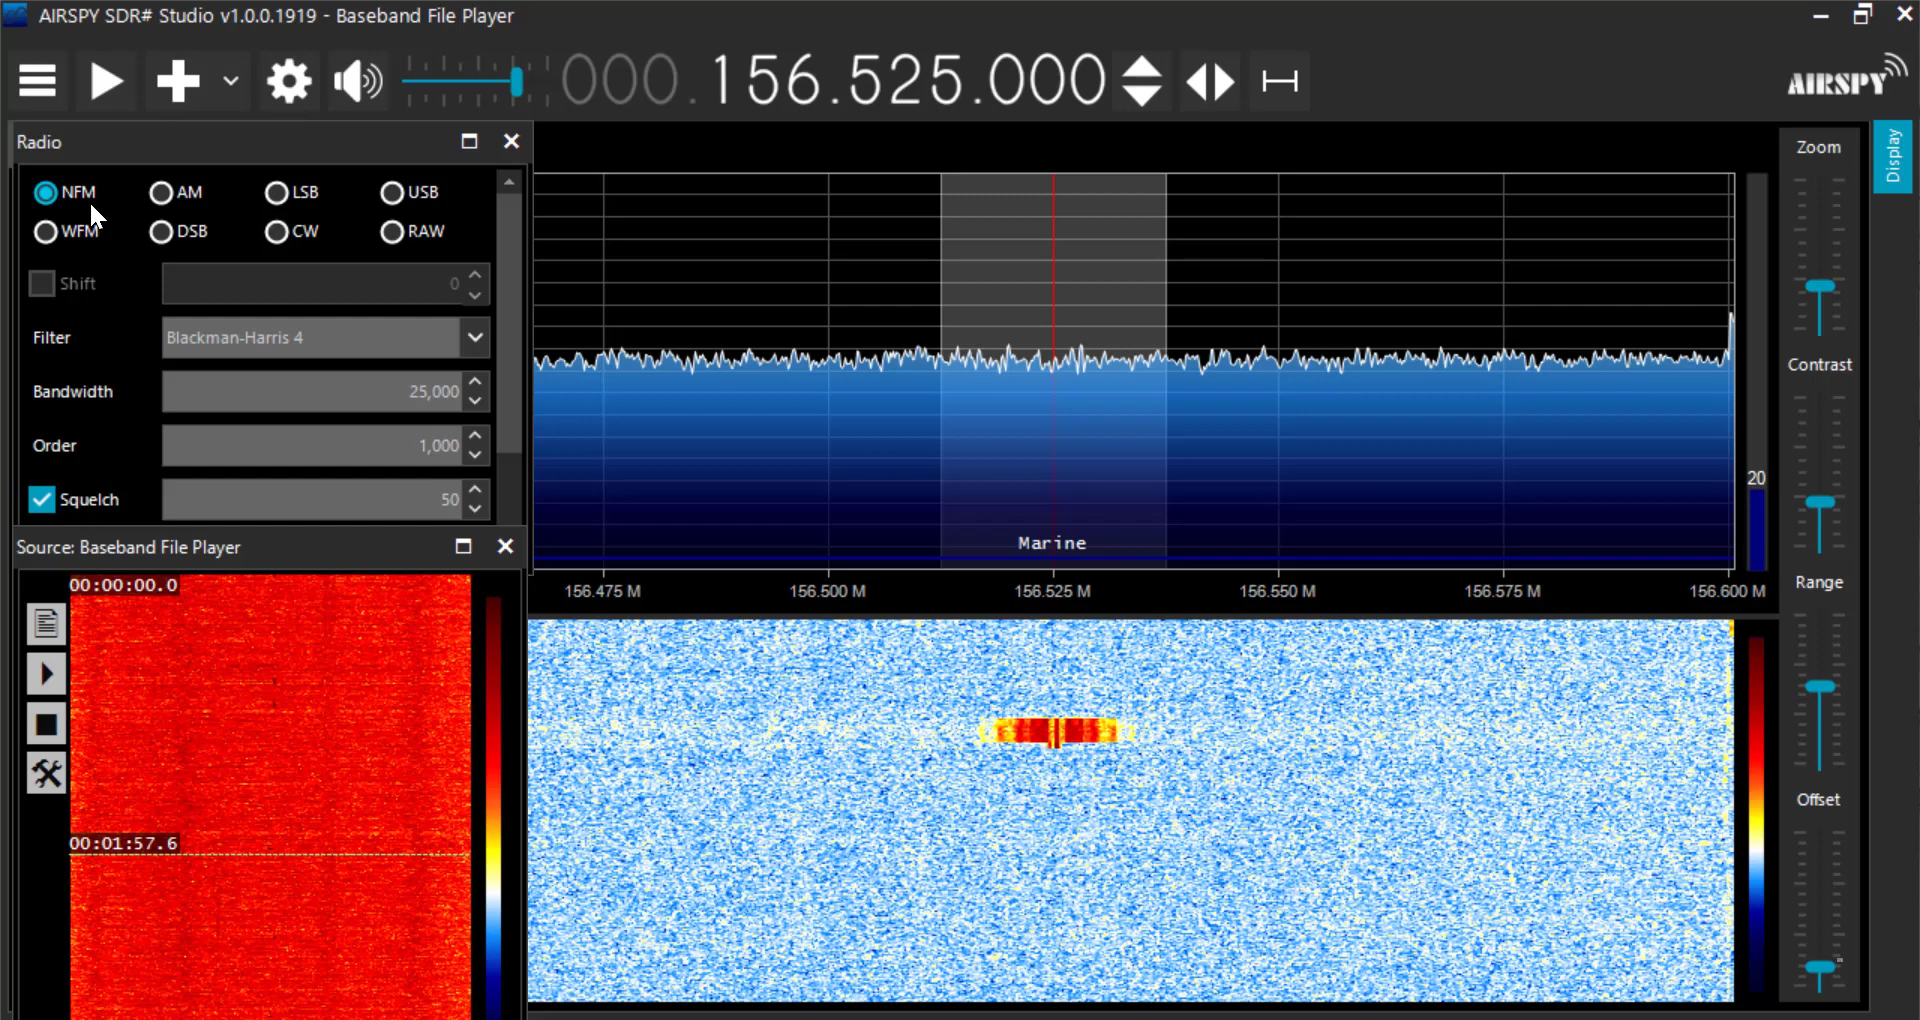 AIRSPY SDR# Studio v1.0.0.1919 - Baseband File Player
000.156.525.000
AIRSPY
Radio
NFM AM LSB USB
WFM DSB CW RAW
Shift 0
Filter Blackman-Harris 4
Bandwidth 25,000
Order 1,000
Squelch 50
Source: Baseband File Player
00:00:00.0
00:01:57.6
Marine
20
156.475 M 156.500 M 156.525 M 156.550 M 156.575 M 156.600 M
Zoom
Contrast
Range
Offset
Display